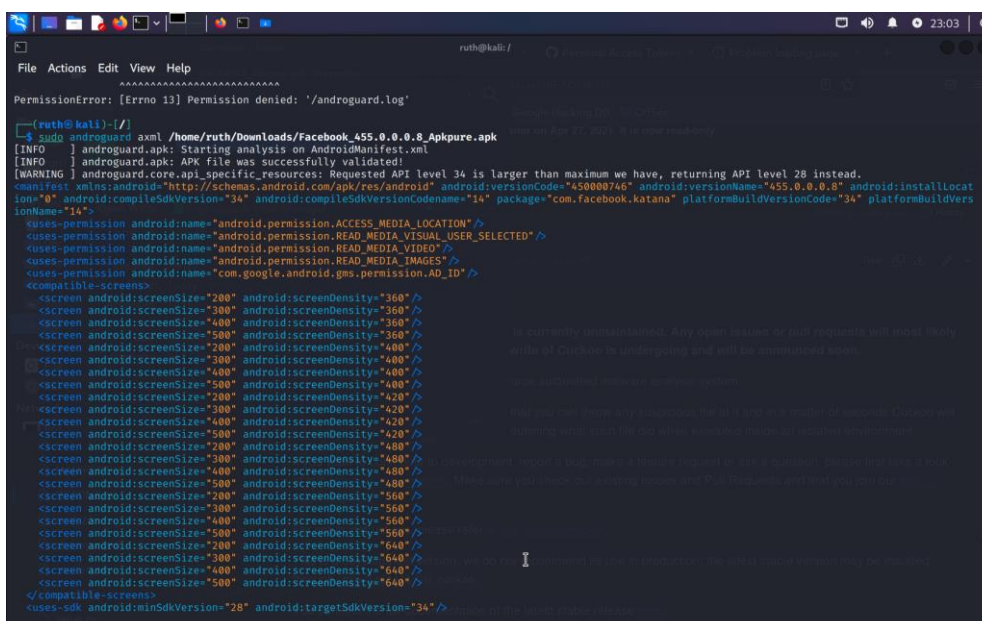 23:03
ruth@kali: /
File Actions Edit View Help
^^^^^^^^^^^^^^^^^^^^^^^^^^
PermissionError: [Errno 13] Permission denied: '/androguard.log'
(ruth㉿kali)-[/]
$ sudo androguard axml /home/ruth/Downloads/Facebook_455.0.0.0.8_Apkpure.apk
[INFO ] androguard.apk: Starting analysis on AndroidManifest.xml
[INFO ] androguard.apk: APK file was successfully validated!
[WARNING ] androguard.core.api_specific_resources: Requested API level 34 is larger than maximum we have, returning API level 28 instead.
<manifest xmlns:android="http://schemas.android.com/apk/res/android" android:versionCode="450000746" android:versionName="455.0.0.0.8" android:installLocat
ion="0" android:compileSdkVersion="34" android:compileSdkVersionCodename="14" package="com.facebook.katana" platformBuildVersionCode="34" platformBuildVers
ionName="14">
<uses-permission android:name="android.permission.ACCESS_MEDIA_LOCATION"/>
<uses-permission android:name="android.permission.READ_MEDIA_VISUAL_USER_SELECTED"/>
<uses-permission android:name="android.permission.READ_MEDIA_VIDEO"/>
<uses-permission android:name="android.permission.READ_MEDIA_IMAGES"/>
<uses-permission android:name="com.google.android.gms.permission.AD_ID"/>
<compatible-screens>
<screen android:screenSize="200" android:screenDensity="360"/>
<screen android:screenSize="300" android:screenDensity="360"/>
<screen android:screenSize="400" android:screenDensity="360"/>
<screen android:screenSize="500" android:screenDensity="360"/>
<screen android:screenSize="200" android:screenDensity="400"/>
<screen android:screenSize="300" android:screenDensity="400"/>
<screen android:screenSize="400" android:screenDensity="400"/>
<screen android:screenSize="500" android:screenDensity="400"/>
<screen android:screenSize="200" android:screenDensity="420"/>
<screen android:screenSize="300" android:screenDensity="420"/>
<screen android:screenSize="400" android:screenDensity="420"/>
<screen android:screenSize="500" android:screenDensity="420"/>
<screen android:screenSize="200" android:screenDensity="480"/>
<screen android:screenSize="300" android:screenDensity="480"/>
<screen android:screenSize="400" android:screenDensity="480"/>
<screen android:screenSize="500" android:screenDensity="480"/>
<screen android:screenSize="200" android:screenDensity="560"/>
<screen android:screenSize="300" android:screenDensity="560"/>
<screen android:screenSize="400" android:screenDensity="560"/>
<screen android:screenSize="500" android:screenDensity="560"/>
<screen android:screenSize="200" android:screenDensity="640"/>
<screen android:screenSize="300" android:screenDensity="640"/>
<screen android:screenSize="400" android:screenDensity="640"/>
<screen android:screenSize="500" android:screenDensity="640"/>
</compatible-screens>
<uses-sdk android:minSdkVersion="28" android:targetSdkVersion="34"/>